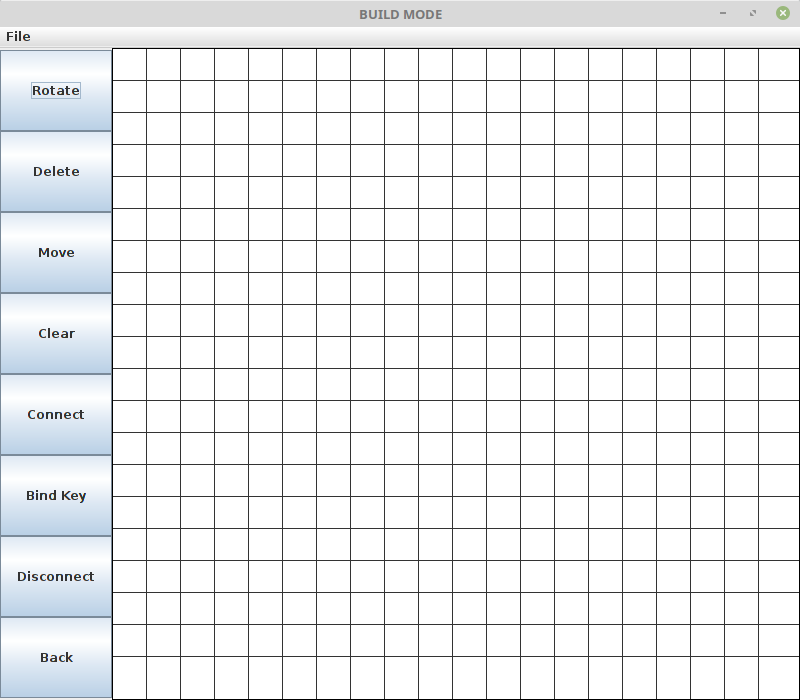 BUILD MODE
File
Rotate
Delete
Move
Clear
Connect
Bind Key
Disconnect
Back